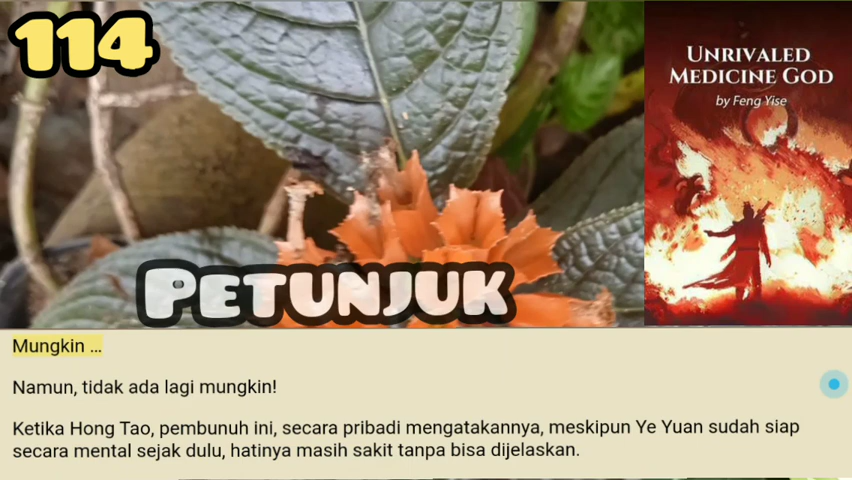 114
UNRIVALED
MEDICINE GOD
by Feng Yise
PETUNJUK
Mungkin ...
Namun, tidak ada lagi mungkin!
Ketika Hong Tao, pembunuh ini, secara pribadi mengatakannya, meskipun Ye Yuan sudah siap
secara mental sejak dulu, hatinya masih sakit tanpa bisa dijelaskan.